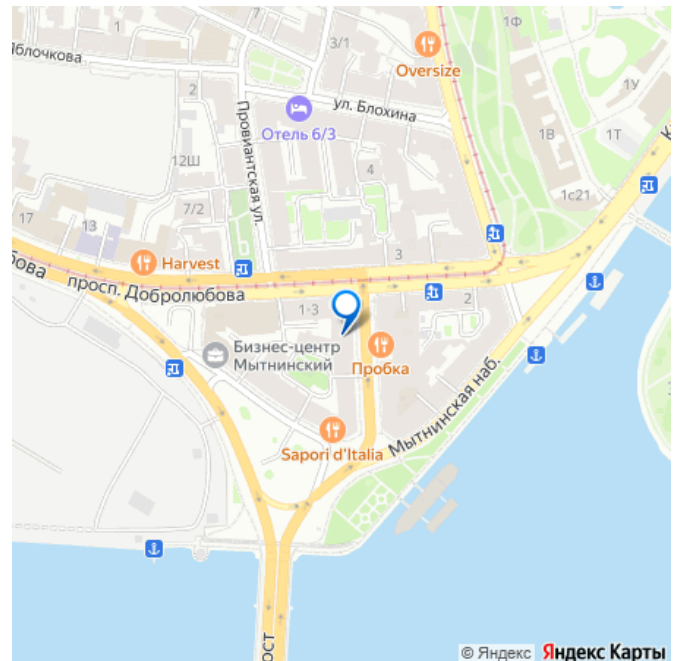 Яблочкова
3/1
1Ф
Oversize
2
ул. Блохина
1У
Отель 6/3
1В
1Т
Провиантская ул.
12Ш
4
1с21
7/2
17
13
Harvest
3
просп. Добролюбова
1-3
2
Бизнес-центр
Мытнинский
Пробка
Мытнинская наб.
Sapori d'Italia
© Яндекс Яндекс Карты